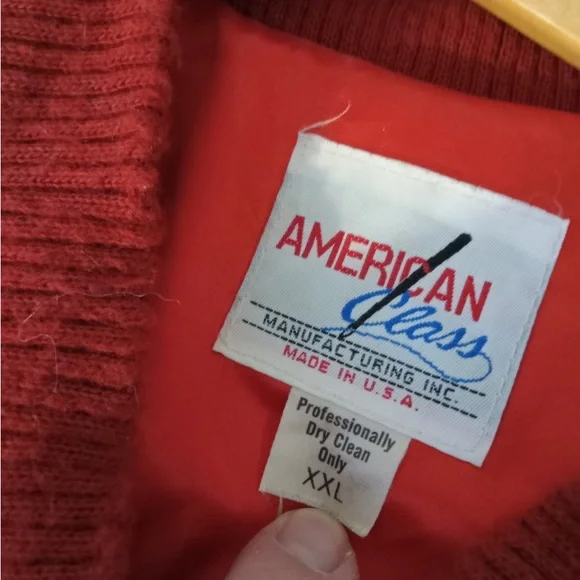 AMERICAN
Class
MANUFACTURING INC.
MADE IN U.S.A.
Professionally
Dry Clean
Only
XXL